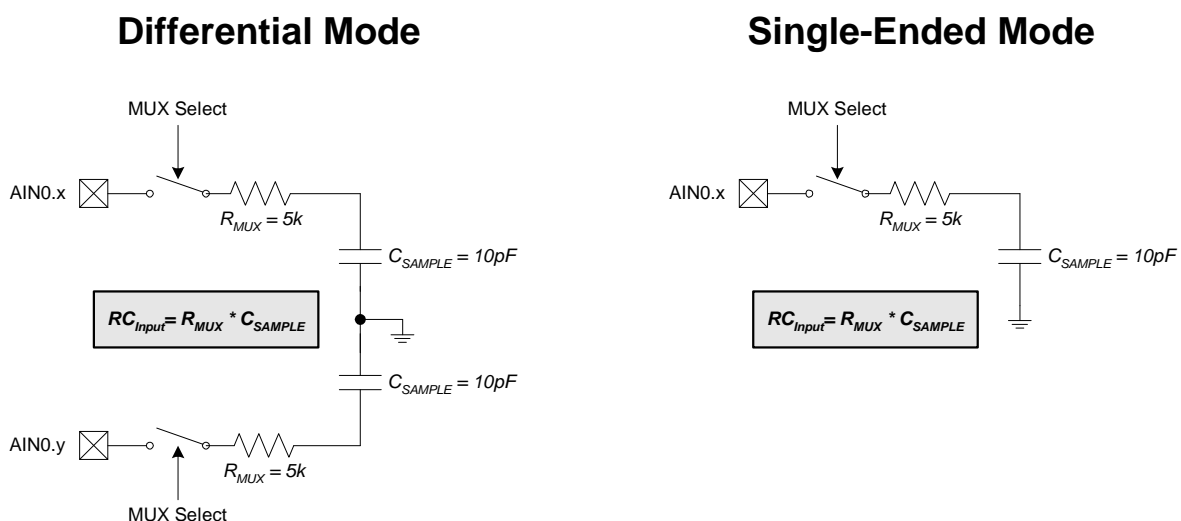 Differential Mode
MUX Select
AIN0.x
R_MUX = 5k
C_SAMPLE = 10pF
RC_Input= R_MUX * C_SAMPLE
C_SAMPLE = 10pF
AIN0.y
R_MUX = 5k
MUX Select
Single-Ended Mode
MUX Select
AIN0.x
R_MUX = 5k
C_SAMPLE = 10pF
RC_Input= R_MUX * C_SAMPLE